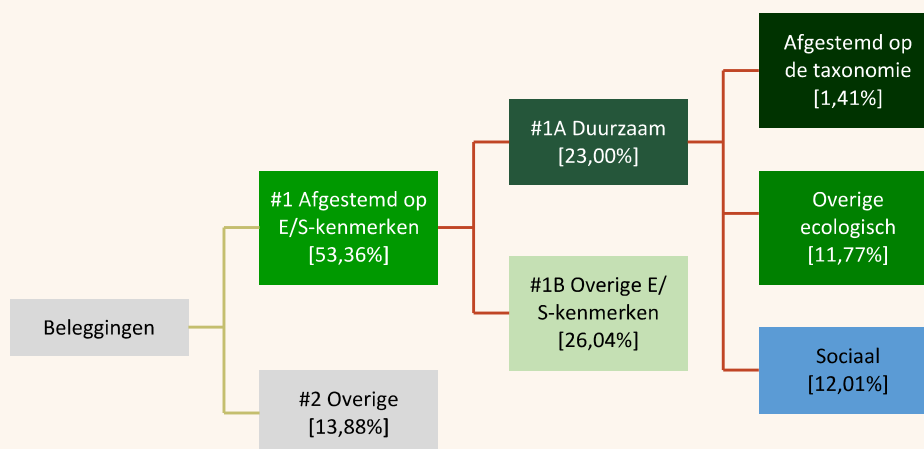 Beleggingen
#1 Afgestemd op
E/S-kenmerken
[53,36%]
#2 Overige
[13,88%]
#1A Duurzaam
[23,00%]
#1B Overige E/
S-kenmerken
[26,04%]
Afgestemd op
de taxonomie
[1,41%]
Overige
ecologisch
[11,77%]
Sociaal
[12,01%]